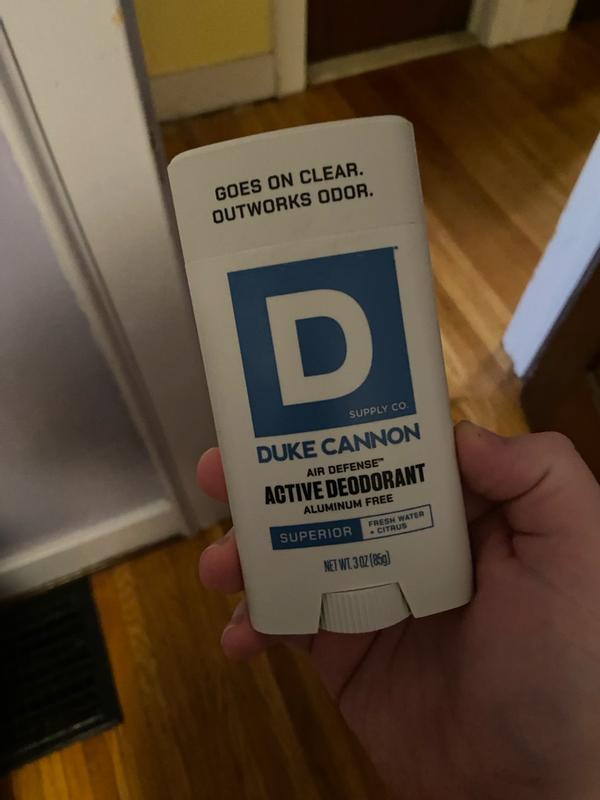 GOES ON CLEAR.
OUTWORKS ODOR.
D
SUPPLY CO.
DUKE CANNON
AIR DEFENSE™
ACTIVE DEODORANT
ALUMINUM FREE
SUPERIOR
FRESH WATER
+ CITRUS
NET WT. 3 OZ (85g)